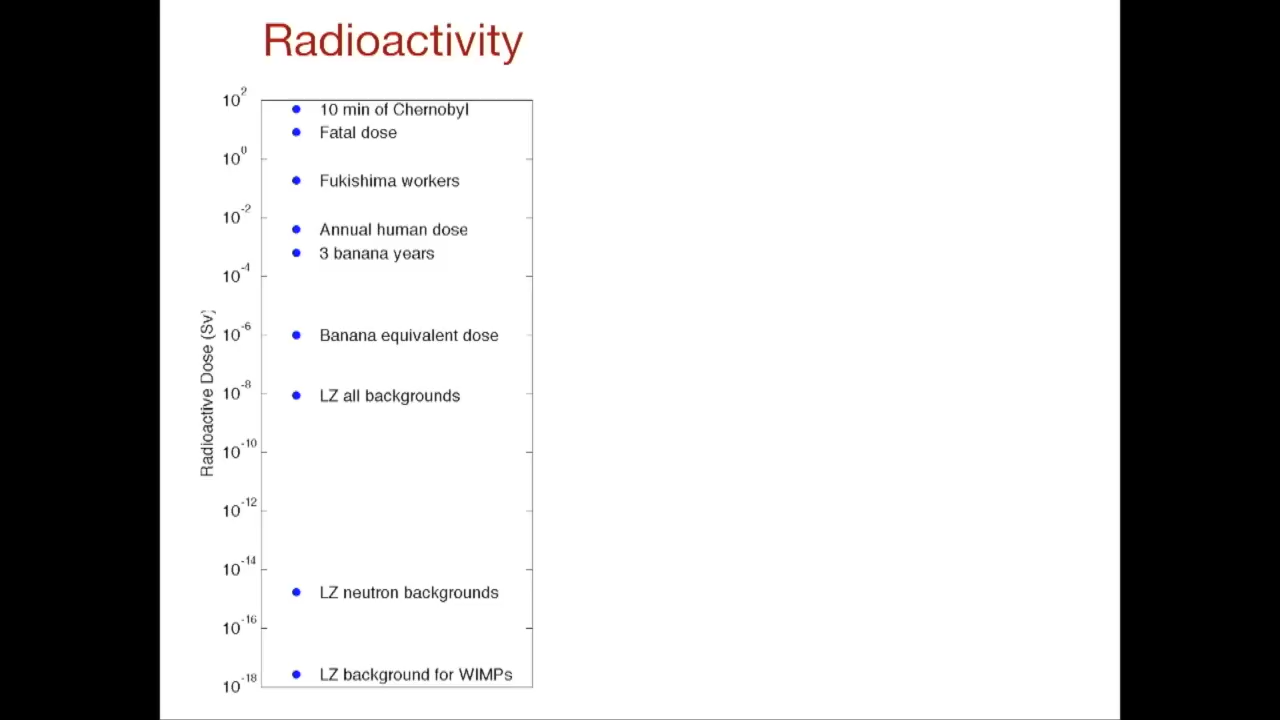 Radioactivity
10^2
10 min of Chernobyl
Fatal dose
10^0
Fukishima workers
10^-2
Annual human dose
3 banana years
10^-4
Radioactive Dose (Sv)
10^-6
Banana equivalent dose
10^-8
LZ all backgrounds
10^-10
10^-12
10^-14
LZ neutron backgrounds
10^-16
LZ background for WIMPs
10^-18